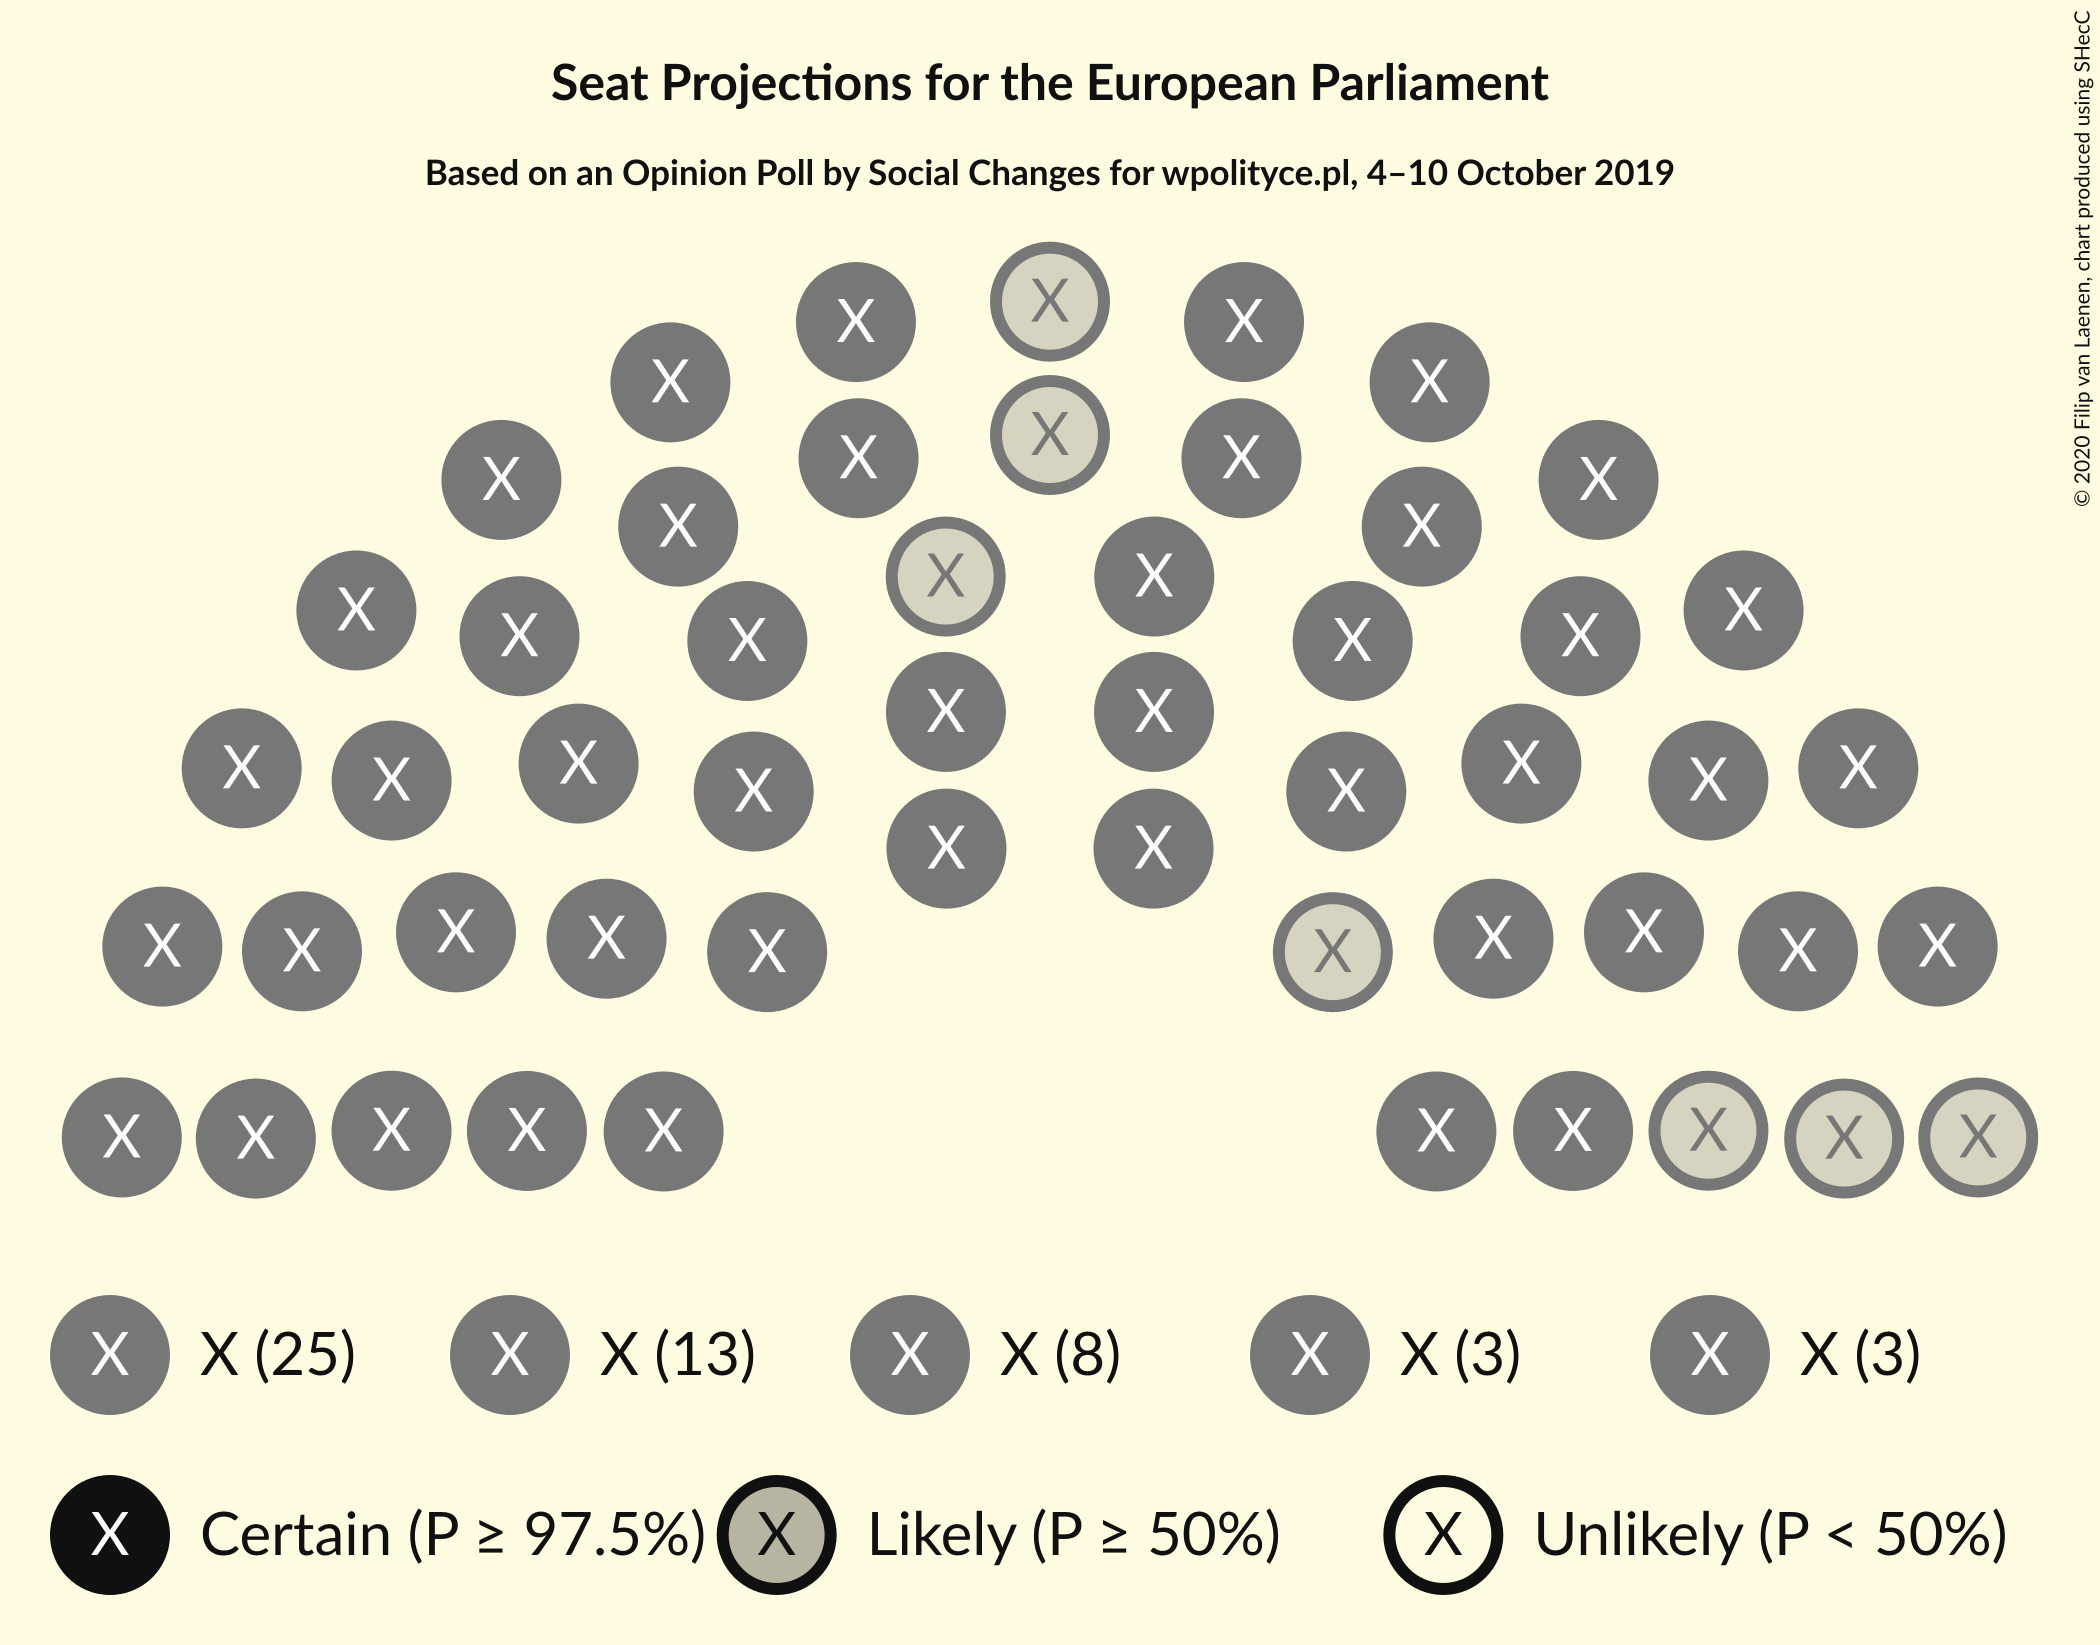 Seat Projections for the European Parliament
Based on an Opinion Poll by Social Changes for wpolityce.pl, 4–10 October 2019
© 2020 Filip van Laenen, chart produced using SHecC
X X X
X X
X X X
X X
X X
X X
X X
X X
X X
X X
X X X X
X X
X X
X X
X X
X X
X X X X
X X X X
X X X X X X
X X X X
X X X X X X X X X X
X X (25) X X (13) X X (8) X X (3) X X (3)
X Certain (P ≥ 97.5%) X Likely (P ≥ 50%) X Unlikely (P < 50%)